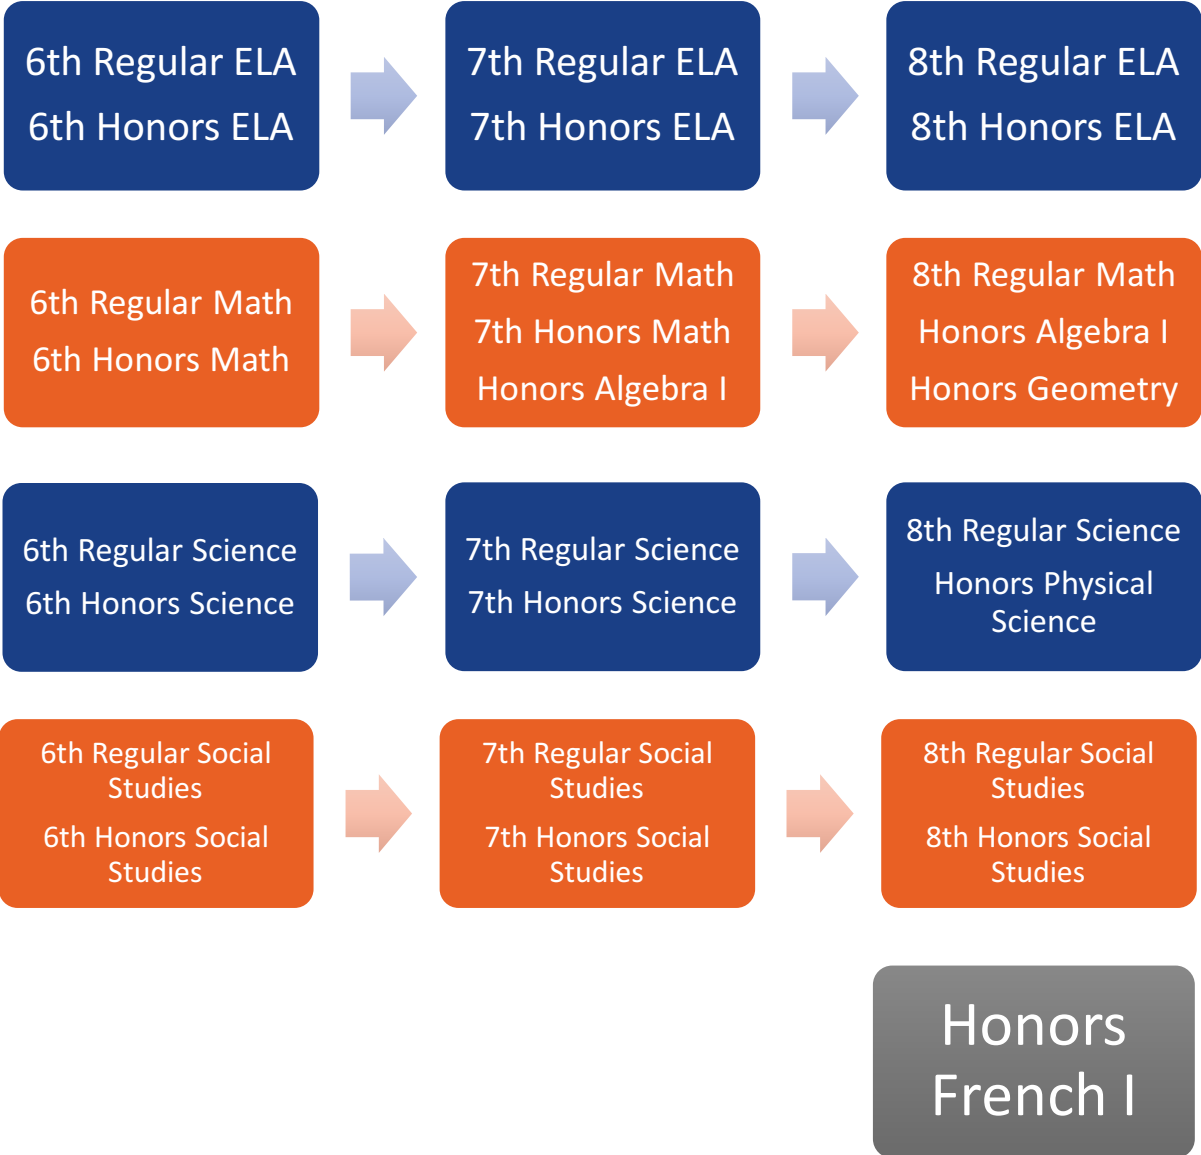 6th Regular ELA
6th Honors ELA
7th Regular ELA
7th Honors ELA
8th Regular ELA
8th Honors ELA
6th Regular Math
6th Honors Math
7th Regular Math
7th Honors Math
Honors Algebra I
8th Regular Math
Honors Algebra I
Honors Geometry
6th Regular Science
6th Honors Science
7th Regular Science
7th Honors Science
8th Regular Science
Honors Physical
Science
6th Regular Social
Studies
6th Honors Social
Studies
7th Regular Social
Studies
7th Honors Social
Studies
8th Regular Social
Studies
8th Honors Social
Studies
Honors
French I